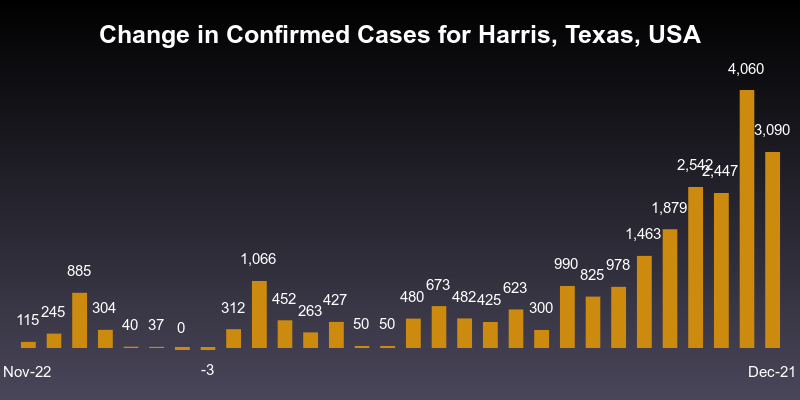 Change in Confirmed Cases for Harris, Texas, USA
115 245 885 304 40 37 0 -3 312 1,066 452 263 427 50 50 480 673 482 425 623 300 990 825 978 1,463 1,879 2,542 2,447 4,060 3,090
Nov-22 Dec-21